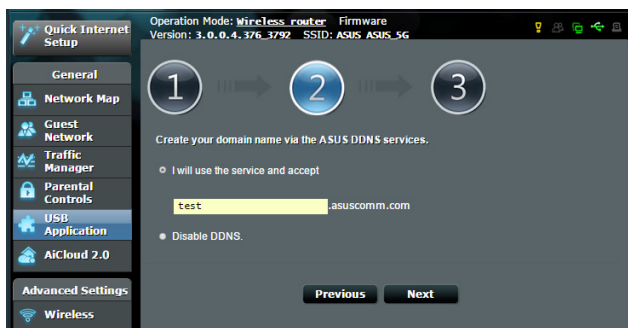 Quick Internet
Setup
General
Network Map
Guest
Network
Traffic
Manager
Parental
Controls
USB
Application
AiCloud 2.0
Advanced Settings
Wireless
Operation Mode: Wireless router Firmware
Version: 3.0.0.4.376_3792 SSID: ASUS ASUS_5G
1 2 3
Create your domain name via the ASUS DDNS services.
I will use the service and accept
test .asuscomm.com
Disable DDNS.
Previous Next